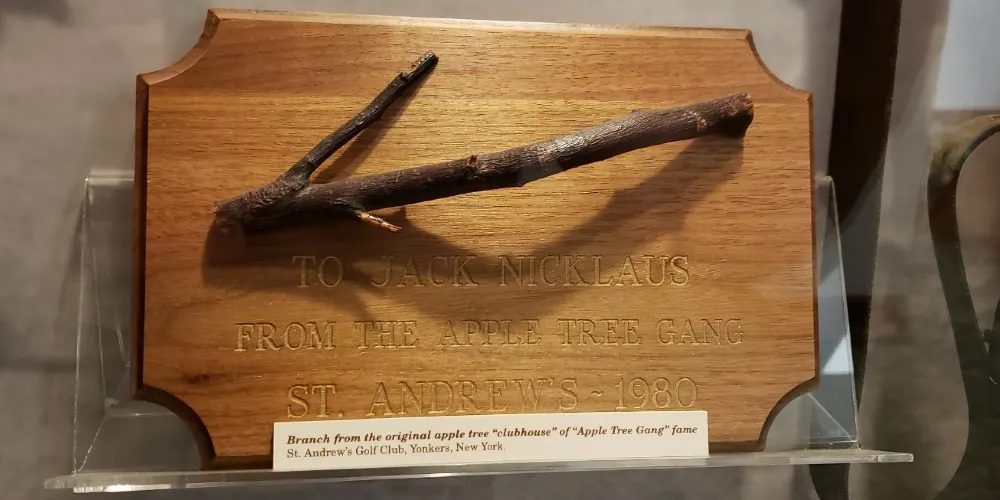 TO JACK NICKLAUS
FROM THE APPLE TREE GANG
ST. ANDREW'S ~ 1980
Branch from the original apple tree "clubhouse" of "Apple Tree Gang" fame
St. Andrew's Golf Club, Yonkers, New York.